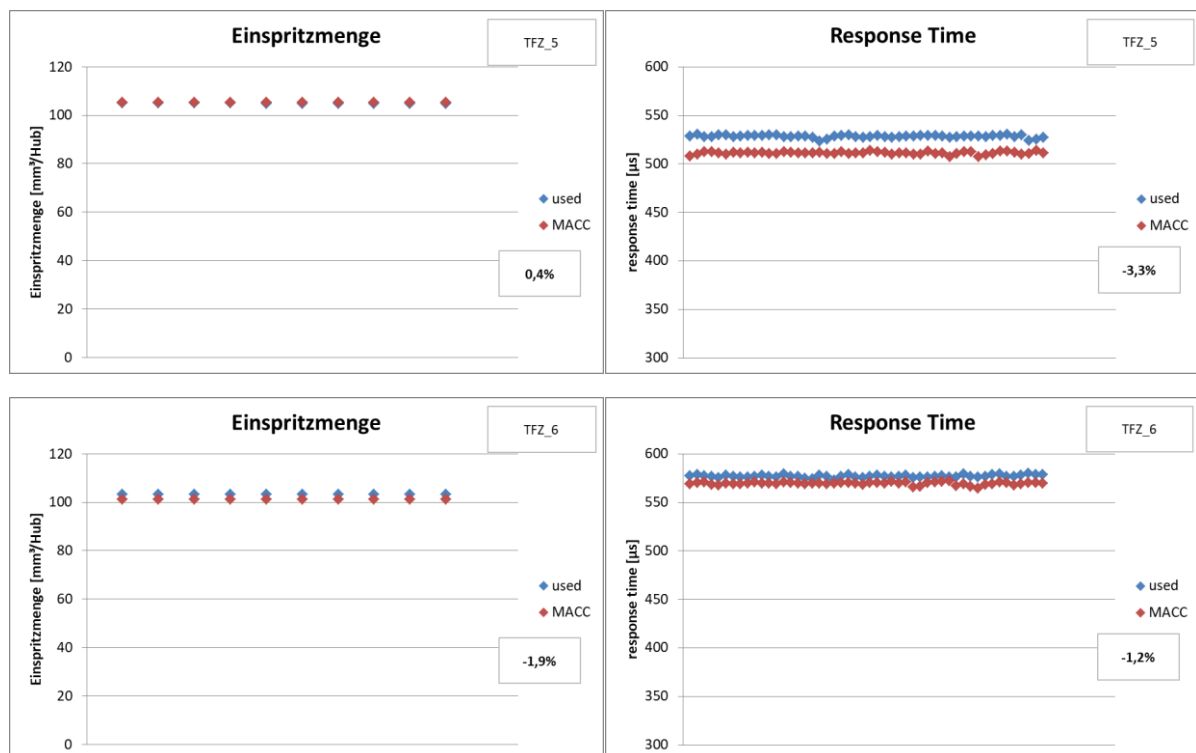 Einspritzmenge
TFZ_5
120
100
80
60
40
20
0
Einspritzmenge [mm³/Hub]
used
MACC
0,4%
Response Time
TFZ_5
600
550
500
450
400
350
300
response time [µs]
used
MACC
-3,3%
Einspritzmenge
TFZ_6
120
100
80
60
40
20
0
Einspritzmenge [mm³/Hub]
used
MACC
-1,9%
Response Time
TFZ_6
600
550
500
450
400
350
300
response time [µs]
used
MACC
-1,2%